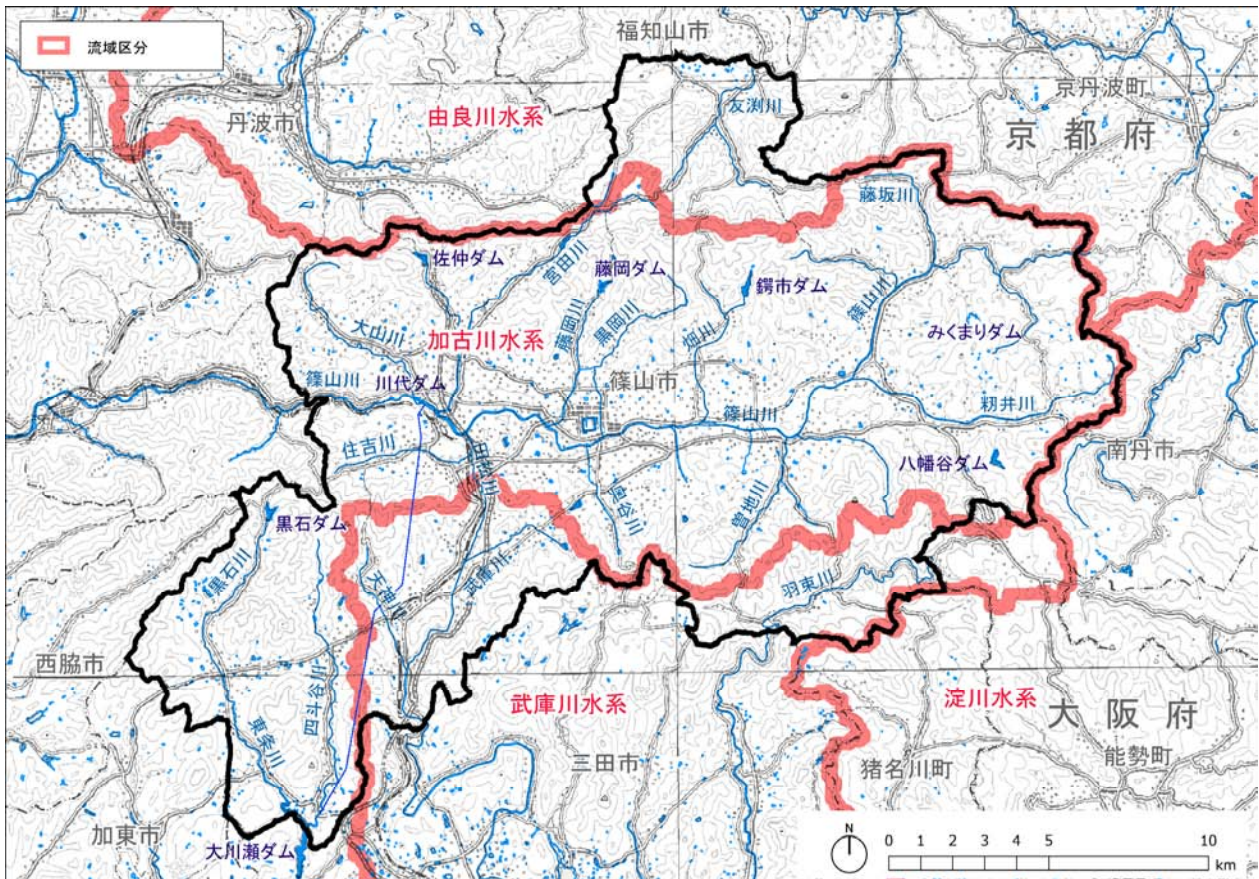 流域区分
福知山市
友渕川
京丹波町
丹波市
由良川水系
京都府
藤坂川
佐仲ダム
宮田川
藤岡ダム
鍔市ダム
篠山川
みくまりダム
藤岡川
黒岡川
畑川
大山川
加古川水系
川代ダム
篠山市
篠山川
篠山川
籾井川
住吉川
田松川
八幡谷ダム
南丹市
奥谷川
曽地川
黒石ダム
黒石川
天神川
武庫川
羽束川
西脇市
四斗谷川
東条川
武庫川水系
淀川水系
大阪府
三田市
猪名川町
能勢町
加東市
大川瀬ダム
N
0 1 2 3 4 5 10
km